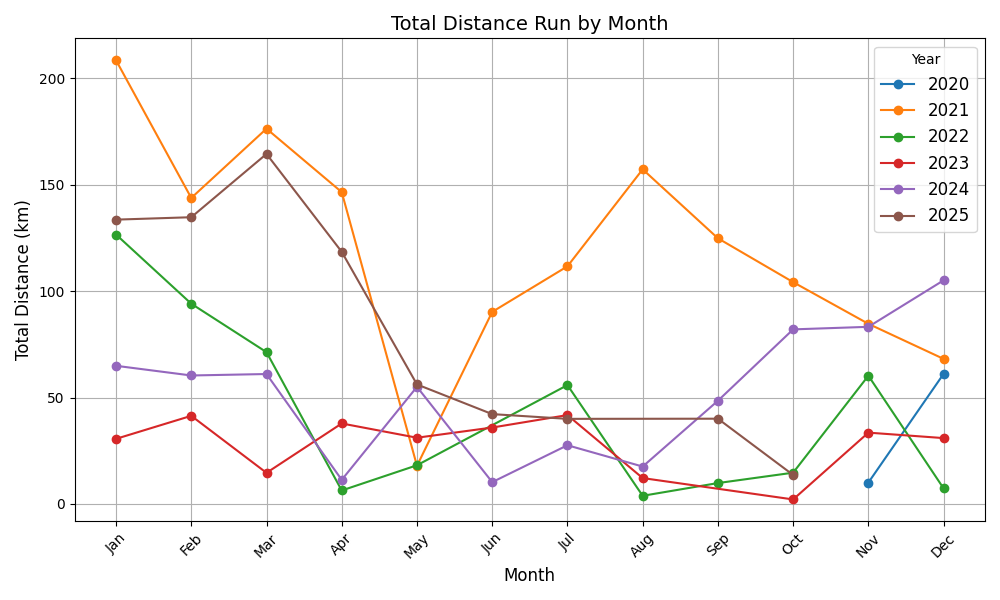 Total Distance Run by Month
Total Distance (km)
200
150
100
50
0
Year
2020
2021
2022
2023
2024
2025
Jan
Feb
Mar
Apr
May
Jun
Jul
Aug
Sep
Oct
Nov
Dec
Month